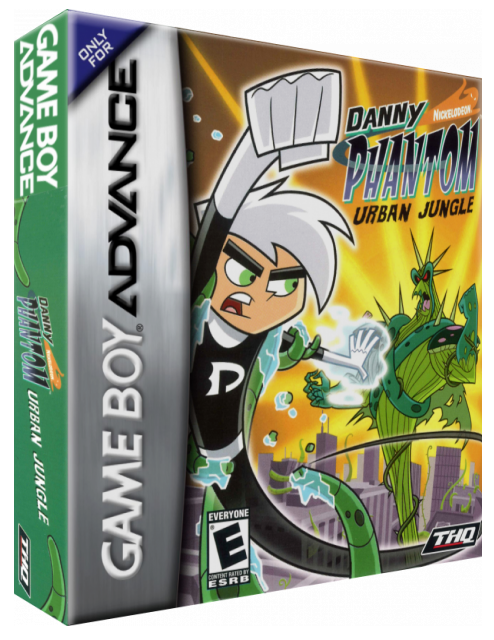 GAME BOY
ADVANCE
DANNY
PHANTOM
URBAN JUNGLE
THQ
ONLY
FOR
GAME BOY® ADVANCE
NICKELODEON
DANNY
PHANTOM
URBAN JUNGLE
D
EVERYONE
E
CONTENT RATED BY
ESRB
THQ